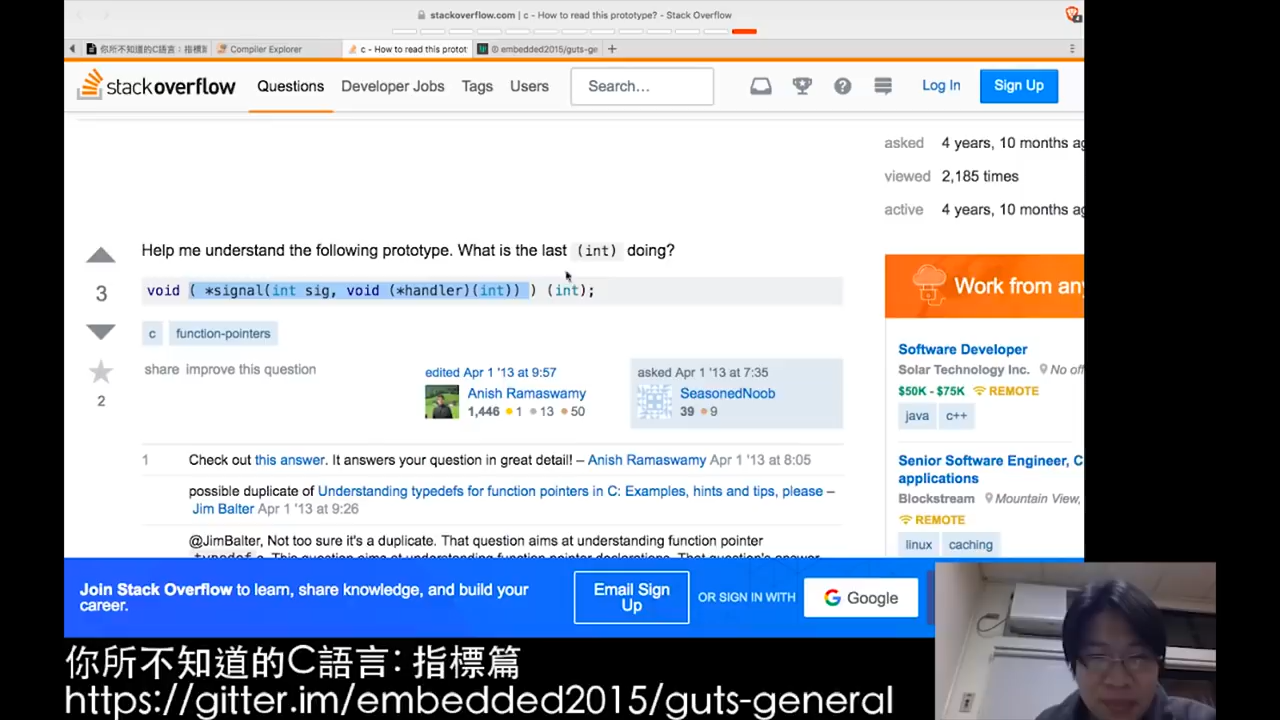 stackoverflow.com | c - How to read this prototype? - Stack Overflow
你所不知道的C語言：指標
Compiler Explorer
c - How to read this protot
embedded2015/guts-ge
stackoverflow
Questions
Developer Jobs
Tags
Users
Search…
Log In
Sign Up
asked 4 years, 10 months ag
viewed 2,185 times
active 4 years, 10 months ag
Help me understand the following prototype. What is the last (int) doing?
3
void ( *signal(int sig, void (*handler)(int)) ) (int);
c
function-pointers
share improve this question
2
edited Apr 1 '13 at 9:57
Anish Ramaswamy
1,446 ●1 ●13 ●50
asked Apr 1 '13 at 7:35
SeasonedNoob
39 ●9
1 Check out this answer. It answers your question in great detail! – Anish Ramaswamy Apr 1 '13 at 8:05
possible duplicate of Understanding typedefs for function pointers in C: Examples, hints and tips, please –
Jim Balter Apr 1 '13 at 9:26
@JimBalter, Not too sure it's a duplicate. That question aims at understanding function pointer
Work from any
Software Developer
Solar Technology Inc. No off
$50K - $75K REMOTE
java c++
Senior Software Engineer, C
applications
Blockstream Mountain View,
REMOTE
linux caching
Join Stack Overflow to learn, share knowledge, and build your
career.
Email Sign
Up
OR SIGN IN WITH
Google
你所不知道的C語言: 指標篇
https://gitter.im/embedded2015/guts-general